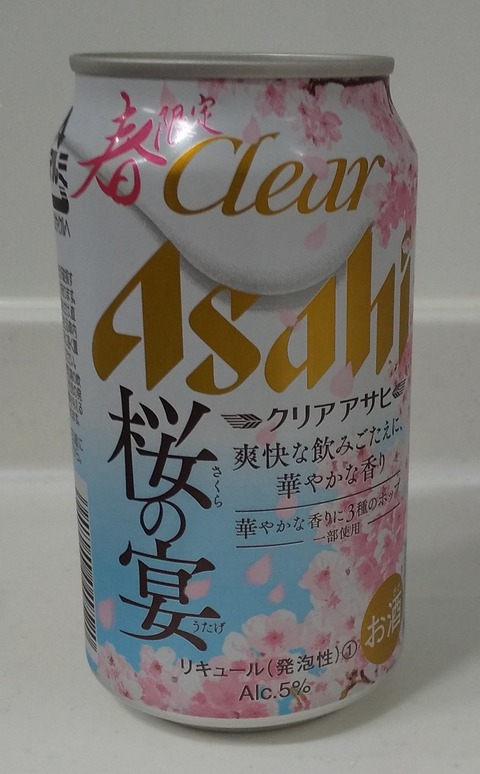 春限定
Clear
Asahi
クリアアサヒ
桜の宴
さくら
うたげ
爽快な飲みごたえに、
華やかな香り
華やかな香りに3種のホップ
一部使用
お酒
リキュール(発泡性)①
Alc.5%